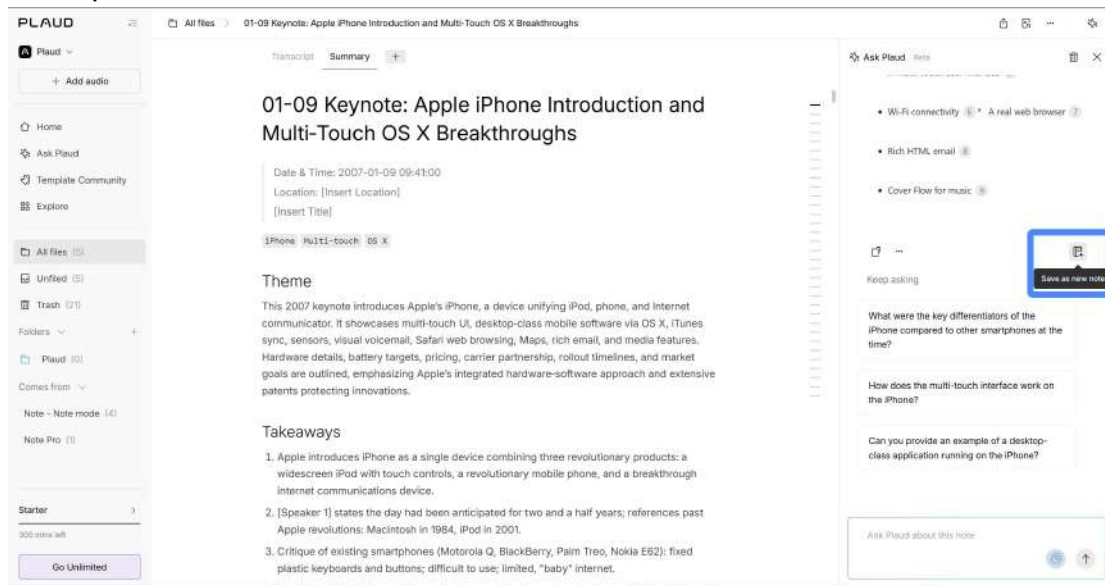 PLAUD
Plaud
+ Add audio
Home
Ask Plaud
Template Community
Explore
All files (5)
Unfiled (5)
Trash (21)
Folders
Plaud (0)
Comes from
Note - Note mode (4)
Note Pro (1)
Starter
300 mins left
Go Unlimited
All files > 01-09 Keynote: Apple iPhone Introduction and Multi-Touch OS X Breakthroughs
Transcript Summary +
01-09 Keynote: Apple iPhone Introduction and
Multi-Touch OS X Breakthroughs
Date & Time: 2007-01-09 09:41:00
Location: [Insert Location]
[Insert Title]
iPhone Multi-touch OS X
Theme
This 2007 keynote introduces Apple's iPhone, a device unifying iPod, phone, and Internet
communicator. It showcases multi-touch UI, desktop-class mobile software via OS X, iTunes
sync, sensors, visual voicemail, Safari web browsing, Maps, rich email, and media features.
Hardware details, battery targets, pricing, carrier partnership, rollout timelines, and market
goals are outlined, emphasizing Apple's integrated hardware-software approach and extensive
patents protecting innovations.
Takeaways
1. Apple introduces iPhone as a single device combining three revolutionary products: a
widescreen iPod with touch controls, a revolutionary mobile phone, and a breakthrough
internet communications device.
2. [Speaker 1] states the day had been anticipated for two and a half years; references past
Apple revolutions: Macintosh in 1984, iPod in 2001.
3. Critique of existing smartphones (Motorola Q, BlackBerry, Palm Treo, Nokia E62): fixed
plastic keyboards and buttons; difficult to use; limited, "baby" internet.
Ask Plaud Beta
• Wi-Fi connectivity 6 * A real web browser 7
• Rich HTML email 8
• Cover Flow for music 9
Save as new note
Keep asking
What were the key differentiators of the
iPhone compared to other smartphones at the
time?
How does the multi-touch interface work on
the iPhone?
Can you provide an example of a desktop-
class application running on the iPhone?
Ask Plaud about this note